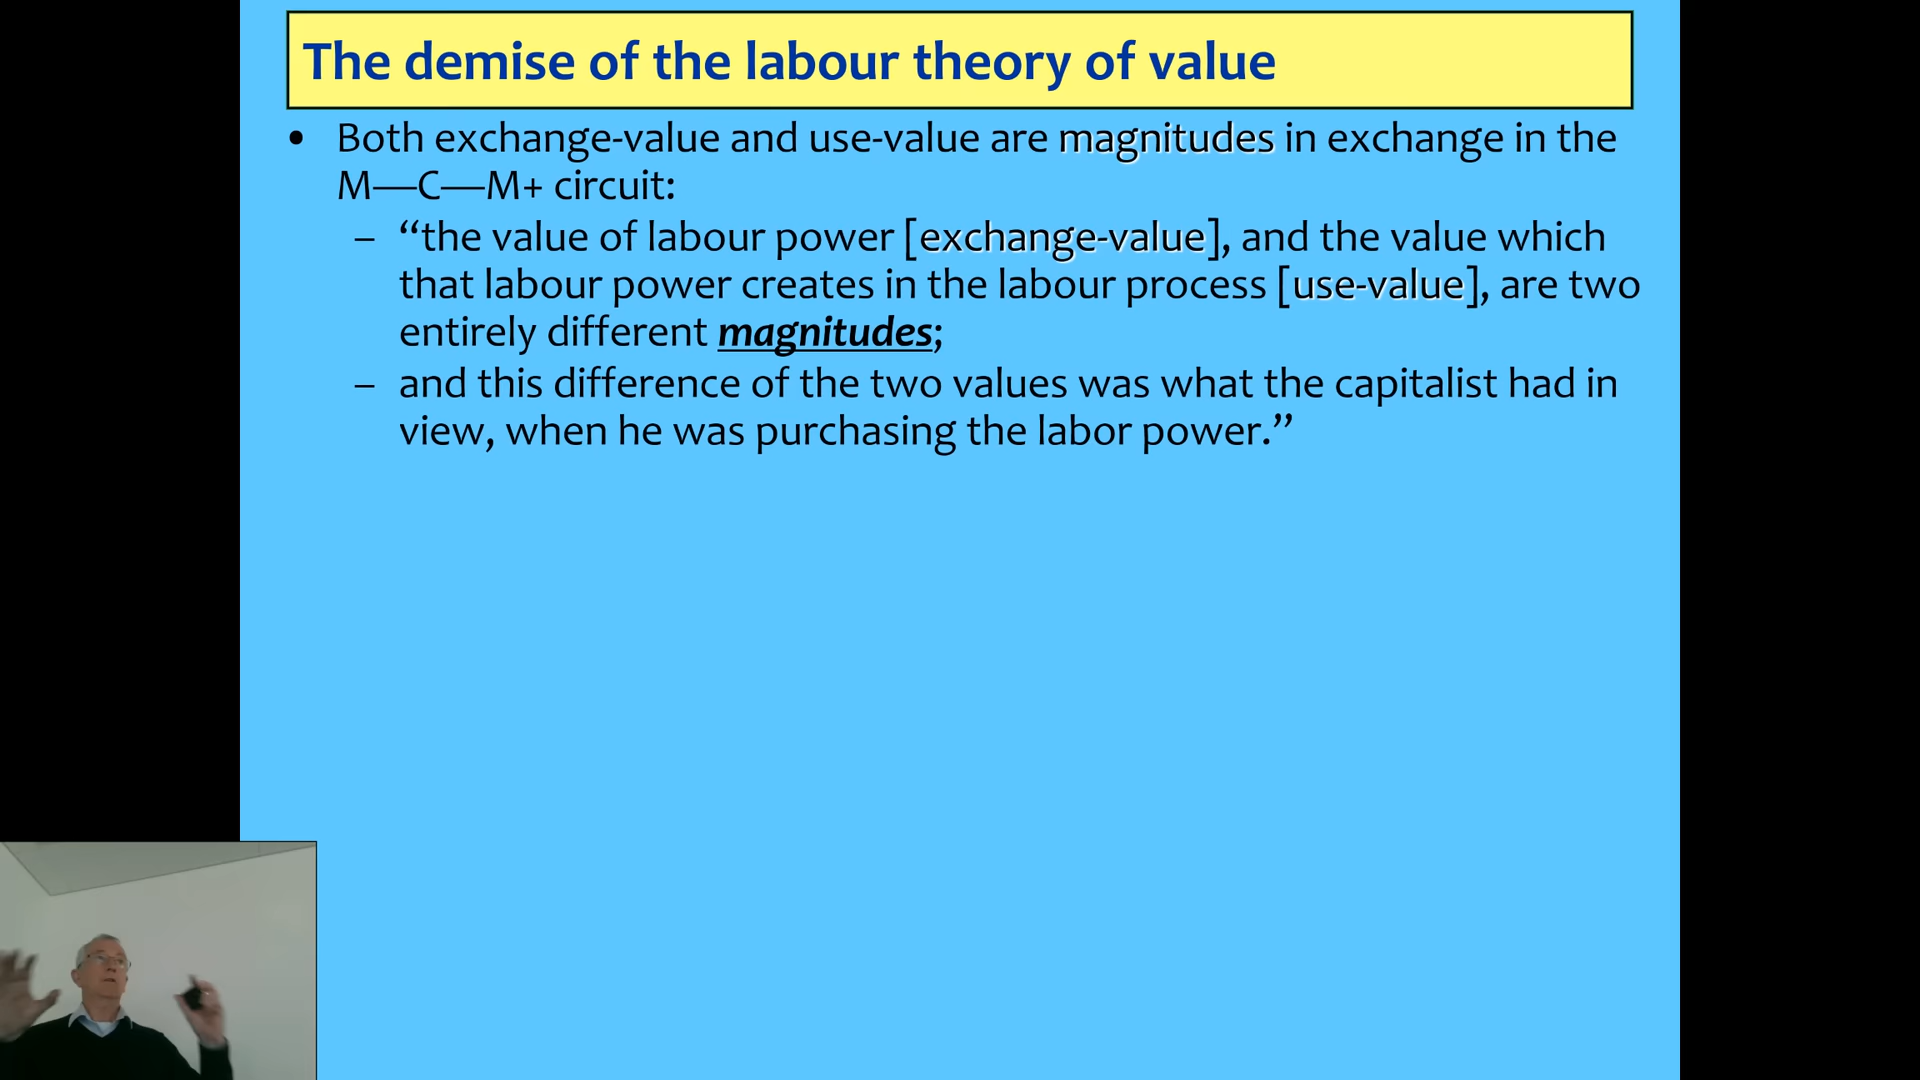 The demise of the labour theory of value
• Both exchange-value and use-value are magnitudes in exchange in the
M—C—M+ circuit:
– “the value of labour power [exchange-value], and the value which
that labour power creates in the labour process [use-value], are two
entirely different magnitudes;
– and this difference of the two values was what the capitalist had in
view, when he was purchasing the labor power.”